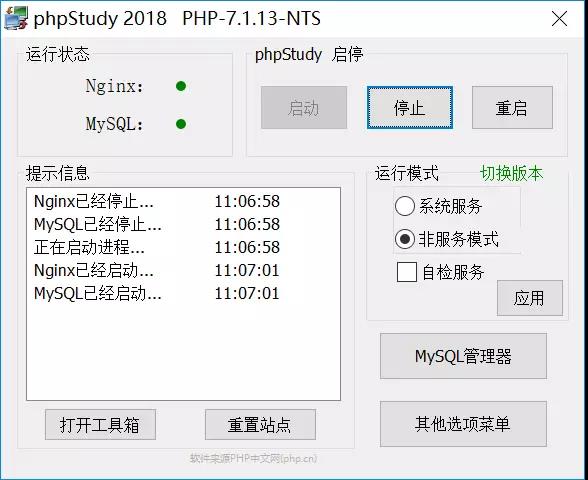 phpStudy 2018 PHP-7.1.13-NTS
运行状态
Nginx:
MySQL:
phpStudy 启停
启动 停止 重启
提示信息
Nginx已经停止... 11:06:58
MySQL已经停止... 11:06:58
正在启动进程... 11:06:58
Nginx已经启动... 11:07:01
MySQL已经启动... 11:07:01
打开工具箱 重置站点
运行模式 切换版本
系统服务
非服务模式
自检服务
应用
MySQL管理器
其他选项菜单
软件来源PHP中文网(php.cn)